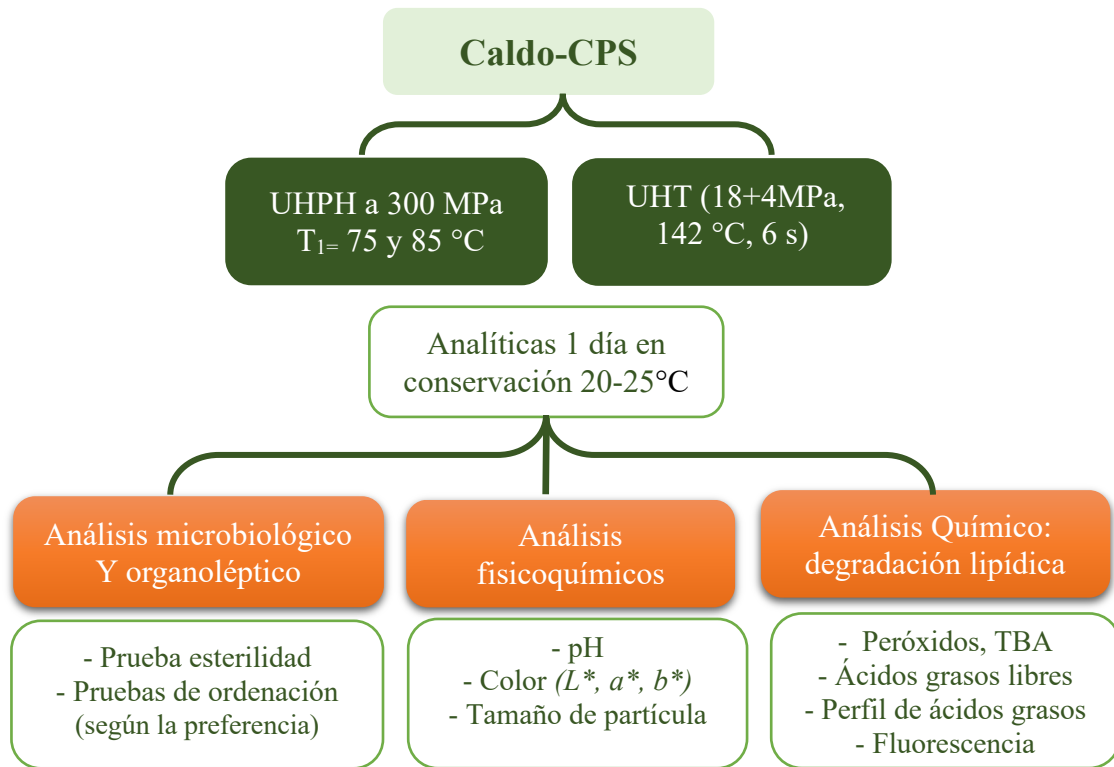 Caldo-CPS
UHPH a 300 MPa
T1= 75 y 85 °C
UHT (18+4MPa,
142 °C, 6 s)
Analíticas 1 día en
conservación 20-25°C
Análisis microbiológico
Y organoléptico
Análisis
fisicoquímicos
Análisis Químico:
degradación lipídica
- Prueba esterilidad
- Pruebas de ordenación
(según la preferencia)
- pH
- Color (L*, a*, b*)
- Tamaño de partícula
- Peróxidos, TBA
- Ácidos grasos libres
- Perfil de ácidos grasos
- Fluorescencia